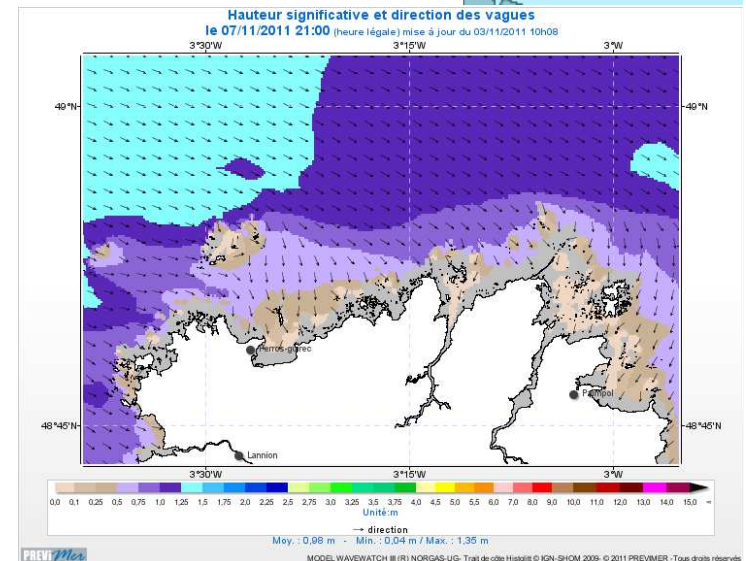 Hauteur significative et direction des vagues
le 07/11/2011 21:00 (heure légale) mise à jour du 03/11/2011 10h08
3°30'W 3°15'W 3°W
49°N 49°N
Perros-guirec
Paimpol
48°45'N 48°45'N
Lannion
3°30'W 3°15'W 3°W
0,0 0,1 0,25 0,5 0,75 1,0 1,25 1,5 1,75 2,0 2,25 2,5 2,75 3,0 3,25 3,5 3,75 4,0 4,5 5,0 5,5 6,0 7,0 8,0 9,0 10,0 11,0 12,0 13,0 14,0 15,0 <
Unité:m
→ direction
Moy. : 0,98 m - Min. : 0,04 m / Max. : 1,35 m
PREViMer MODEL WAVEWATCH III (R) NORGAS-UG- Trait de côte Histolitt © IGN-SHOM 2009- © 2011 PREVIMER -Tous droits réservés